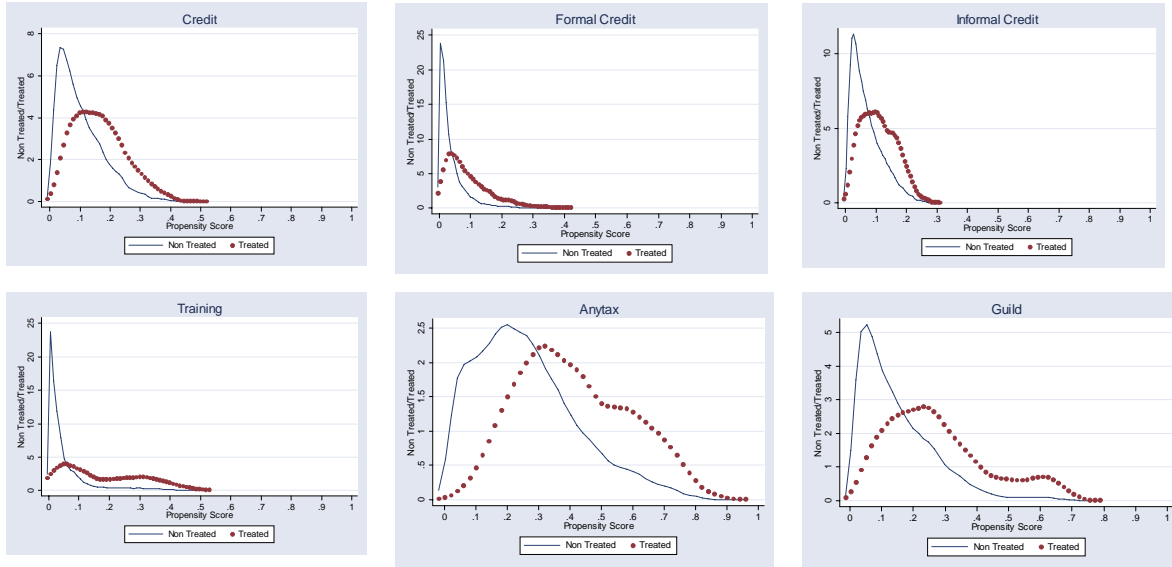 Credit
Non Treated/Treated
8
6
4
2
0
0 .1 .2 .3 .4 .5 .6 .7 .8 .9 1
Propensity Score
Non Treated Treated
Formal Credit
Non Treated/Treated
25
20
15
10
5
0
0 .1 .2 .3 .4 .5 .6 .7 .8 .9 1
Propensity Score
Non Treated Treated
Informal Credit
Non Treated/Treated
10
5
0
0 .1 .2 .3 .4 .5 .6 .7 .8 .9 1
Propensity Score
Non Treated Treated
Training
Non Treated/Treated
25
20
15
10
5
0
0 .1 .2 .3 .4 .5 .6 .7 .8 .9 1
Propensity Score
Non Treated Treated
Anytax
Non Treated/Treated
2.5
2
1.5
1
.5
0
0 .1 .2 .3 .4 .5 .6 .7 .8 .9 1
Propensity Score
Non Treated Treated
Guild
Non Treated/Treated
5
4
3
2
1
0
0 .1 .2 .3 .4 .5 .6 .7 .8 .9 1
Propensity Score
Non Treated Treated